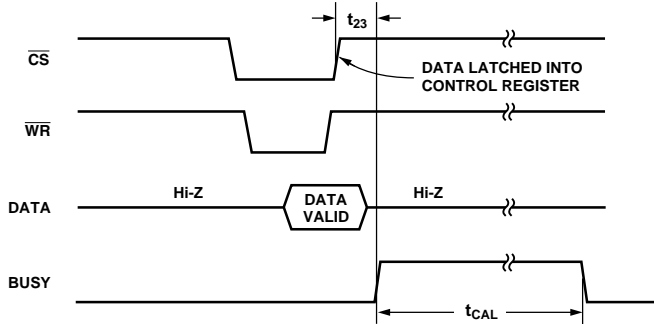 t23
CS
DATA LATCHED INTO
CONTROL REGISTER
WR
Hi-Z
DATA
VALID
Hi-Z
DATA
BUSY
tCAL